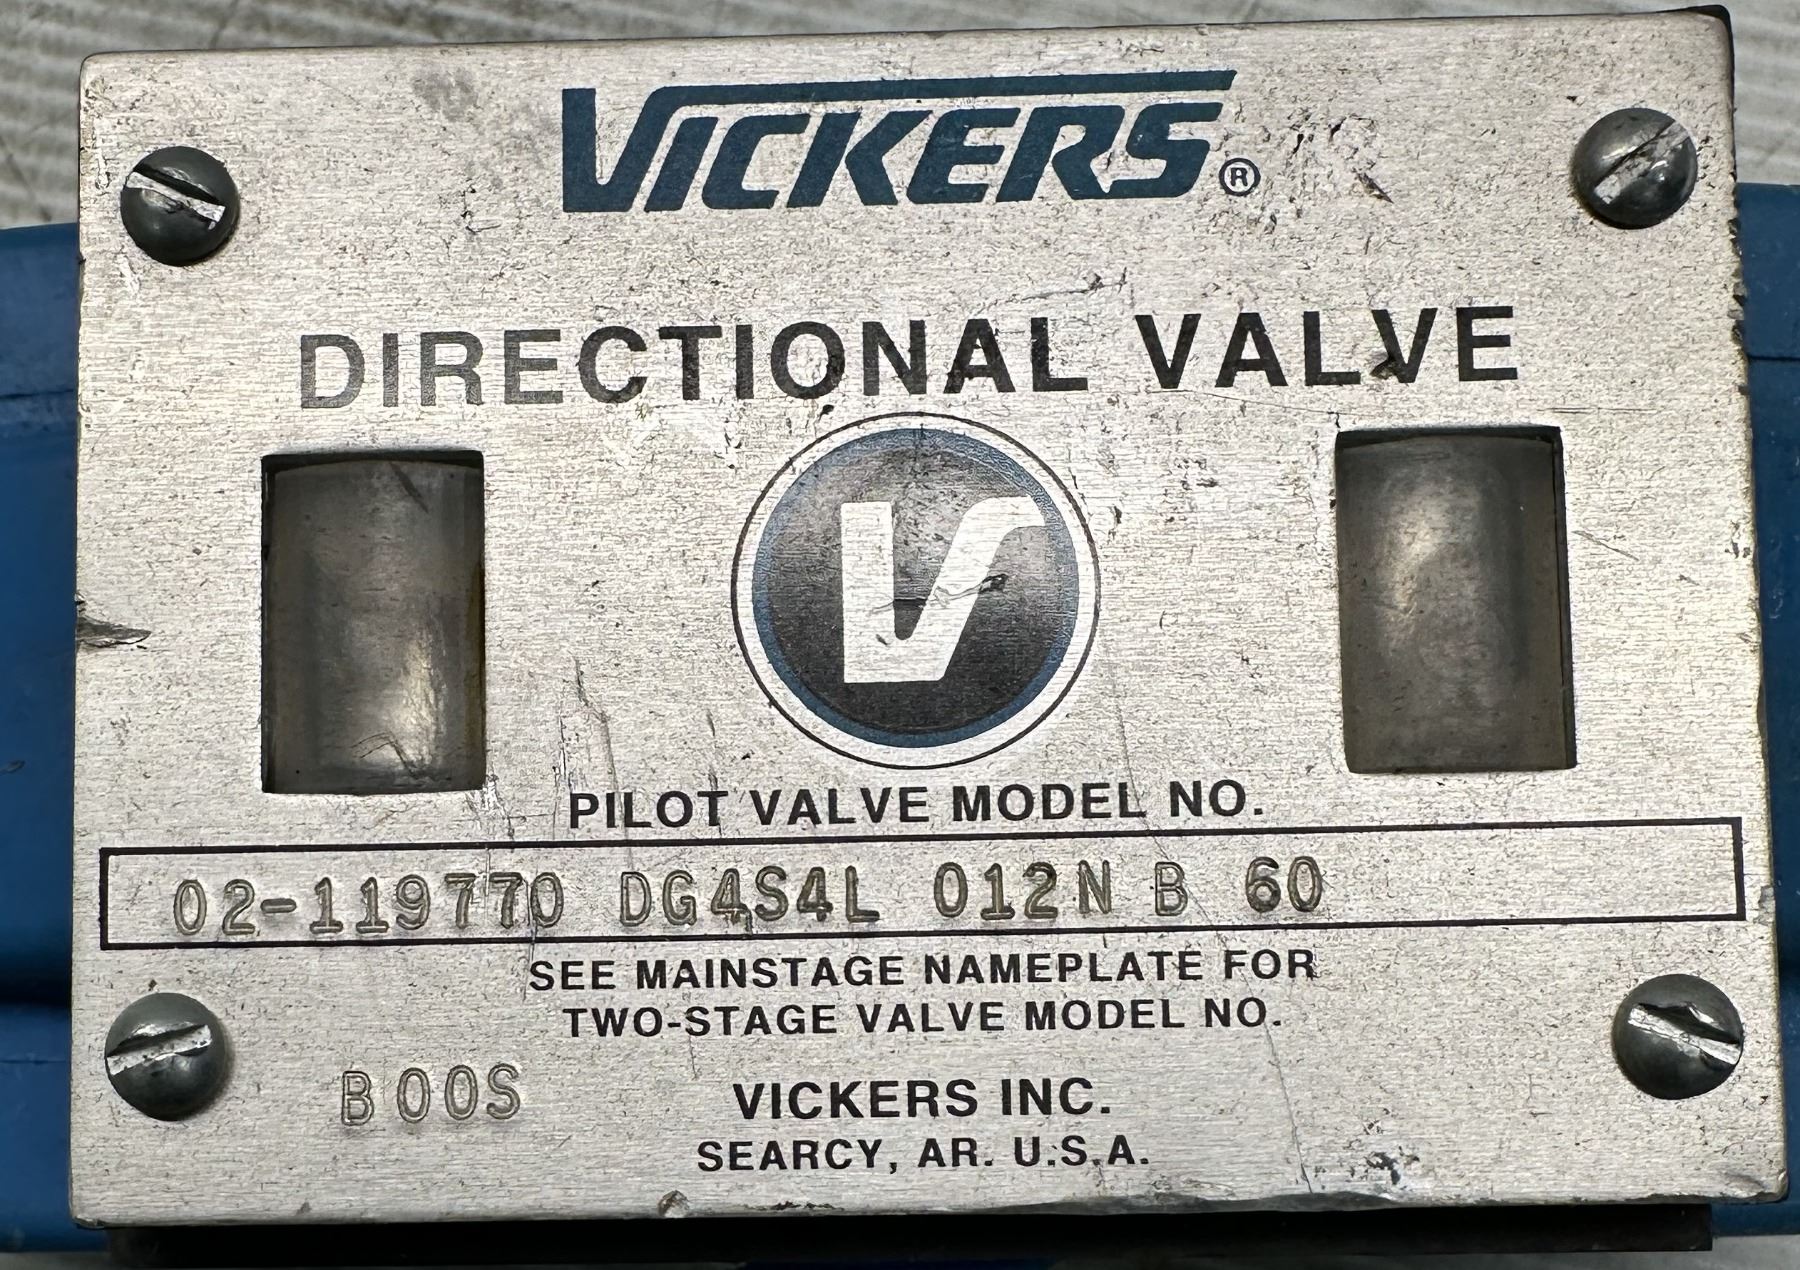 VICKERS®
DIRECTIONAL VALVE
V
PILOT VALVE MODEL NO.
02-119770 DG4S4L 012N B 60
SEE MAINSTAGE NAMEPLATE FOR
TWO-STAGE VALVE MODEL NO.
B00S
VICKERS INC.
SEARCY, AR. U.S.A.